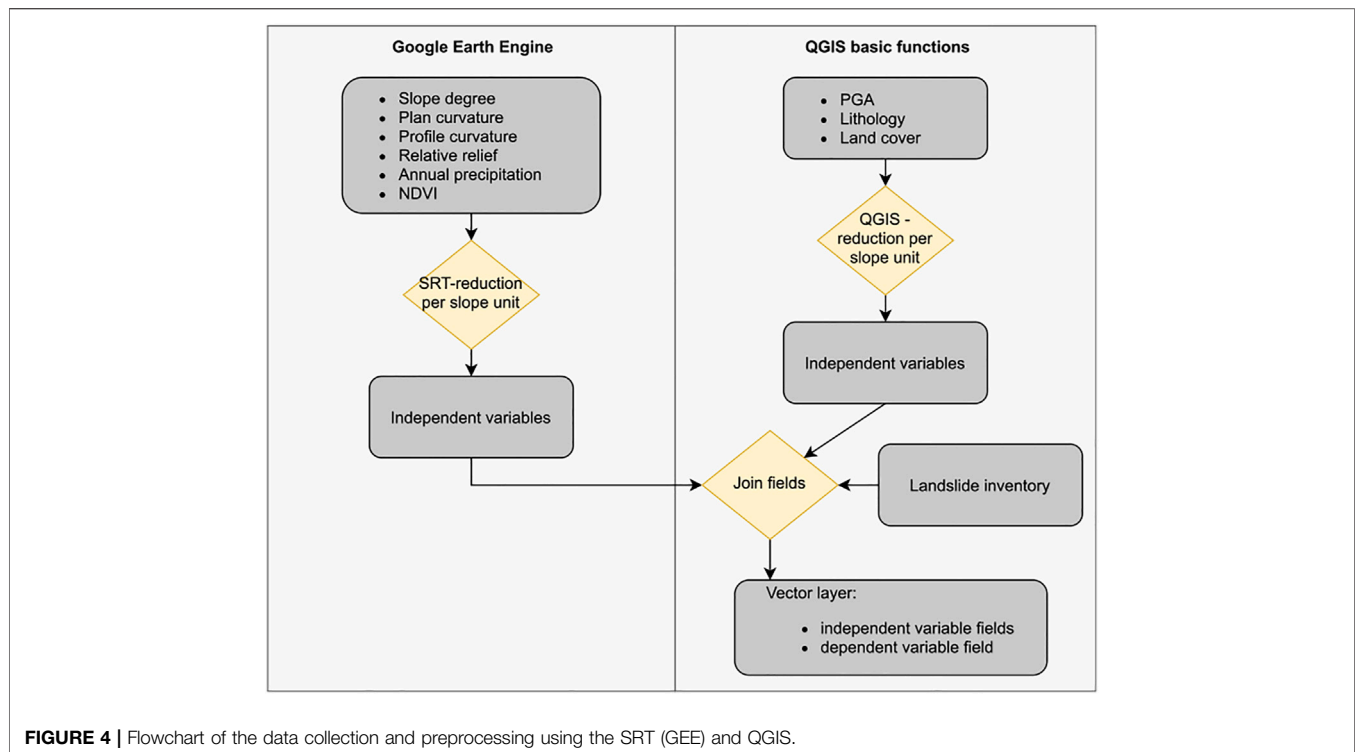 Google Earth Engine
• Slope degree
• Plan curvature
• Profile curvature
• Relative relief
• Annual precipitation
• NDVI
SRT-reduction
per slope unit
Independent variables
QGIS basic functions
• PGA
• Lithology
• Land cover
QGIS -
reduction per
slope unit
Independent variables
Join fields
Landslide inventory
Vector layer:
• independent variable fields
• dependent variable field
FIGURE 4 | Flowchart of the data collection and preprocessing using the SRT (GEE) and QGIS.